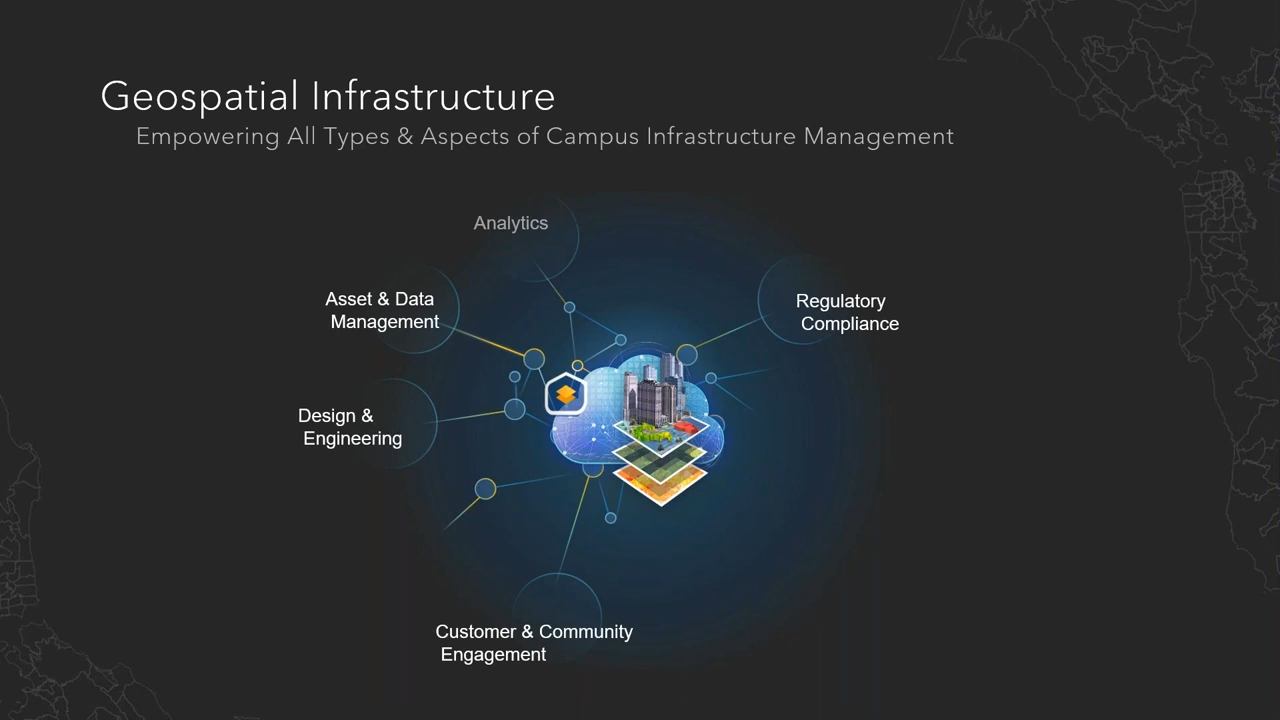 Geospatial Infrastructure
Empowering All Types & Aspects of Campus Infrastructure Management
Analytics
Asset & Data
Management
Regulatory
Compliance
Design &
Engineering
Customer & Community
Engagement